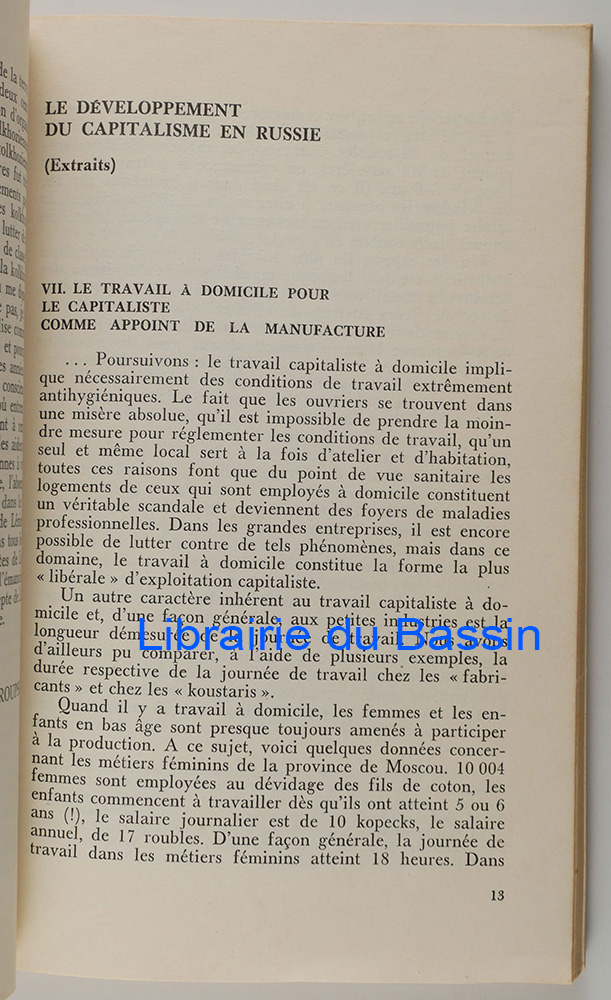 LE DÉVELOPPEMENT
DU CAPITALISME EN RUSSIE
(Extraits)
VII. LE TRAVAIL À DOMICILE POUR
LE CAPITALISTE
COMME APPOINT DE LA MANUFACTURE
... Poursuivons : le travail capitaliste à domicile impli-
que nécessairement des conditions de travail extrêmement
antihygiéniques. Le fait que les ouvriers se trouvent dans
une misère absolue, qu'il est impossible de prendre la moin-
dre mesure pour réglementer les conditions de travail, qu'un
seul et même local sert à la fois d'atelier et d'habitation,
toutes ces raisons font que du point de vue sanitaire les
logements de ceux qui sont employés à domicile constituent
un véritable scandale et deviennent des foyers de maladies
professionnelles. Dans les grandes entreprises, il est encore
possible de lutter contre de tels phénomènes, mais dans ce
domaine, le travail à domicile constitue la forme la plus
« libérale » d'exploitation capitaliste.
Un autre caractère inhérent au travail capitaliste à do-
micile et, d'une façon générale aux petites industries est la
longueur démesurée de la journée de travail. Nous avons
d'ailleurs pu comparer, à l'aide de plusieurs exemples, la
durée respective de la journée de travail chez les « fabri-
cants » et chez les « koustaris ».
Quand il y a travail à domicile, les femmes et les en-
fants en bas âge sont presque toujours amenés à participer
à la production. A ce sujet, voici quelques données concer-
nant les métiers féminins de la province de Moscou. 10 004
femmes sont employées au dévidage des fils de coton, les
enfants commencent à travailler dès qu'ils ont atteint 5 ou 6
ans (!), le salaire journalier est de 10 kopecks, le salaire
annuel, de 17 roubles. D'une façon générale, la journée de
travail dans les métiers féminins atteint 18 heures. Dans
13
Librairie du Bassin